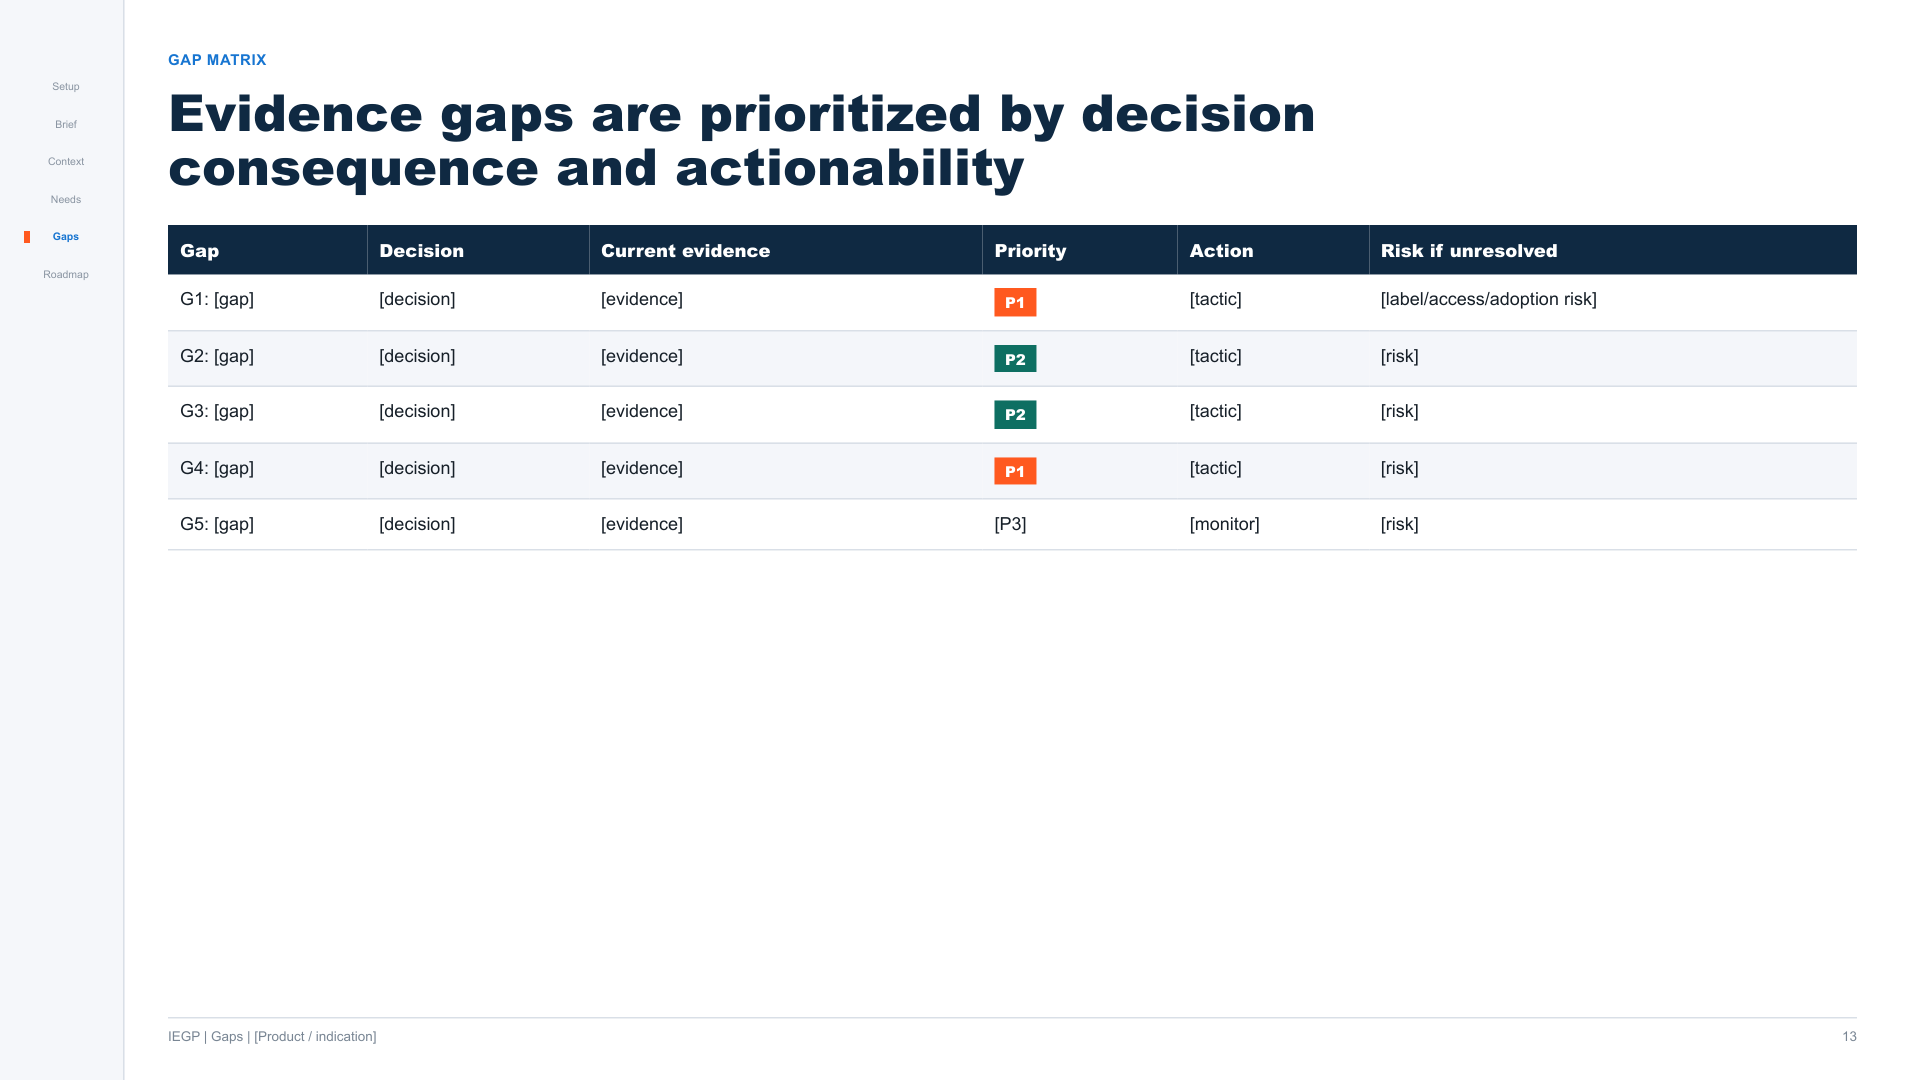 Setup
Brief
Context
Needs
Gaps
Roadmap
GAP MATRIX
Evidence gaps are prioritized by decision
consequence and actionability
Gap Decision Current evidence Priority Action Risk if unresolved
G1: [gap] [decision] [evidence] P1 [tactic] [label/access/adoption risk]
G2: [gap] [decision] [evidence] P2 [tactic] [risk]
G3: [gap] [decision] [evidence] P2 [tactic] [risk]
G4: [gap] [decision] [evidence] P1 [tactic] [risk]
G5: [gap] [decision] [evidence] [P3] [monitor] [risk]
IEGP | Gaps | [Product / indication] 13